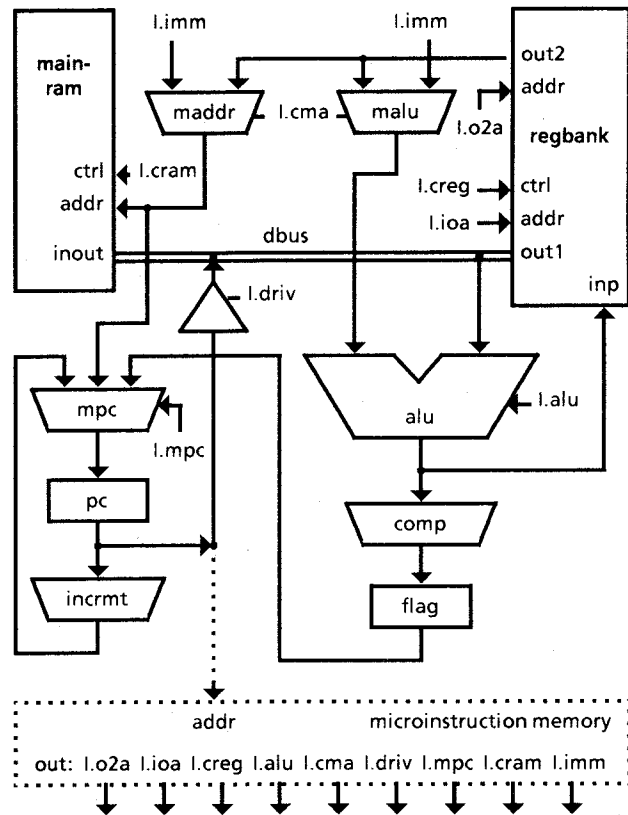 I.imm
I.imm
main-
ram
out2
addr
maddr
I.cma
malu
I.o2a
regbank
ctrl
I.cram
I.creg
ctrl
addr
I.ioa
addr
dbus
inout
out1
I.driv
inp
mpc
I.alu
alu
I.mpc
pc
comp
incrmt
flag
addr
microinstruction memory
out: I.o2a I.ioa I.creg I.alu I.cma I.driv I.mpc I.cram I.imm